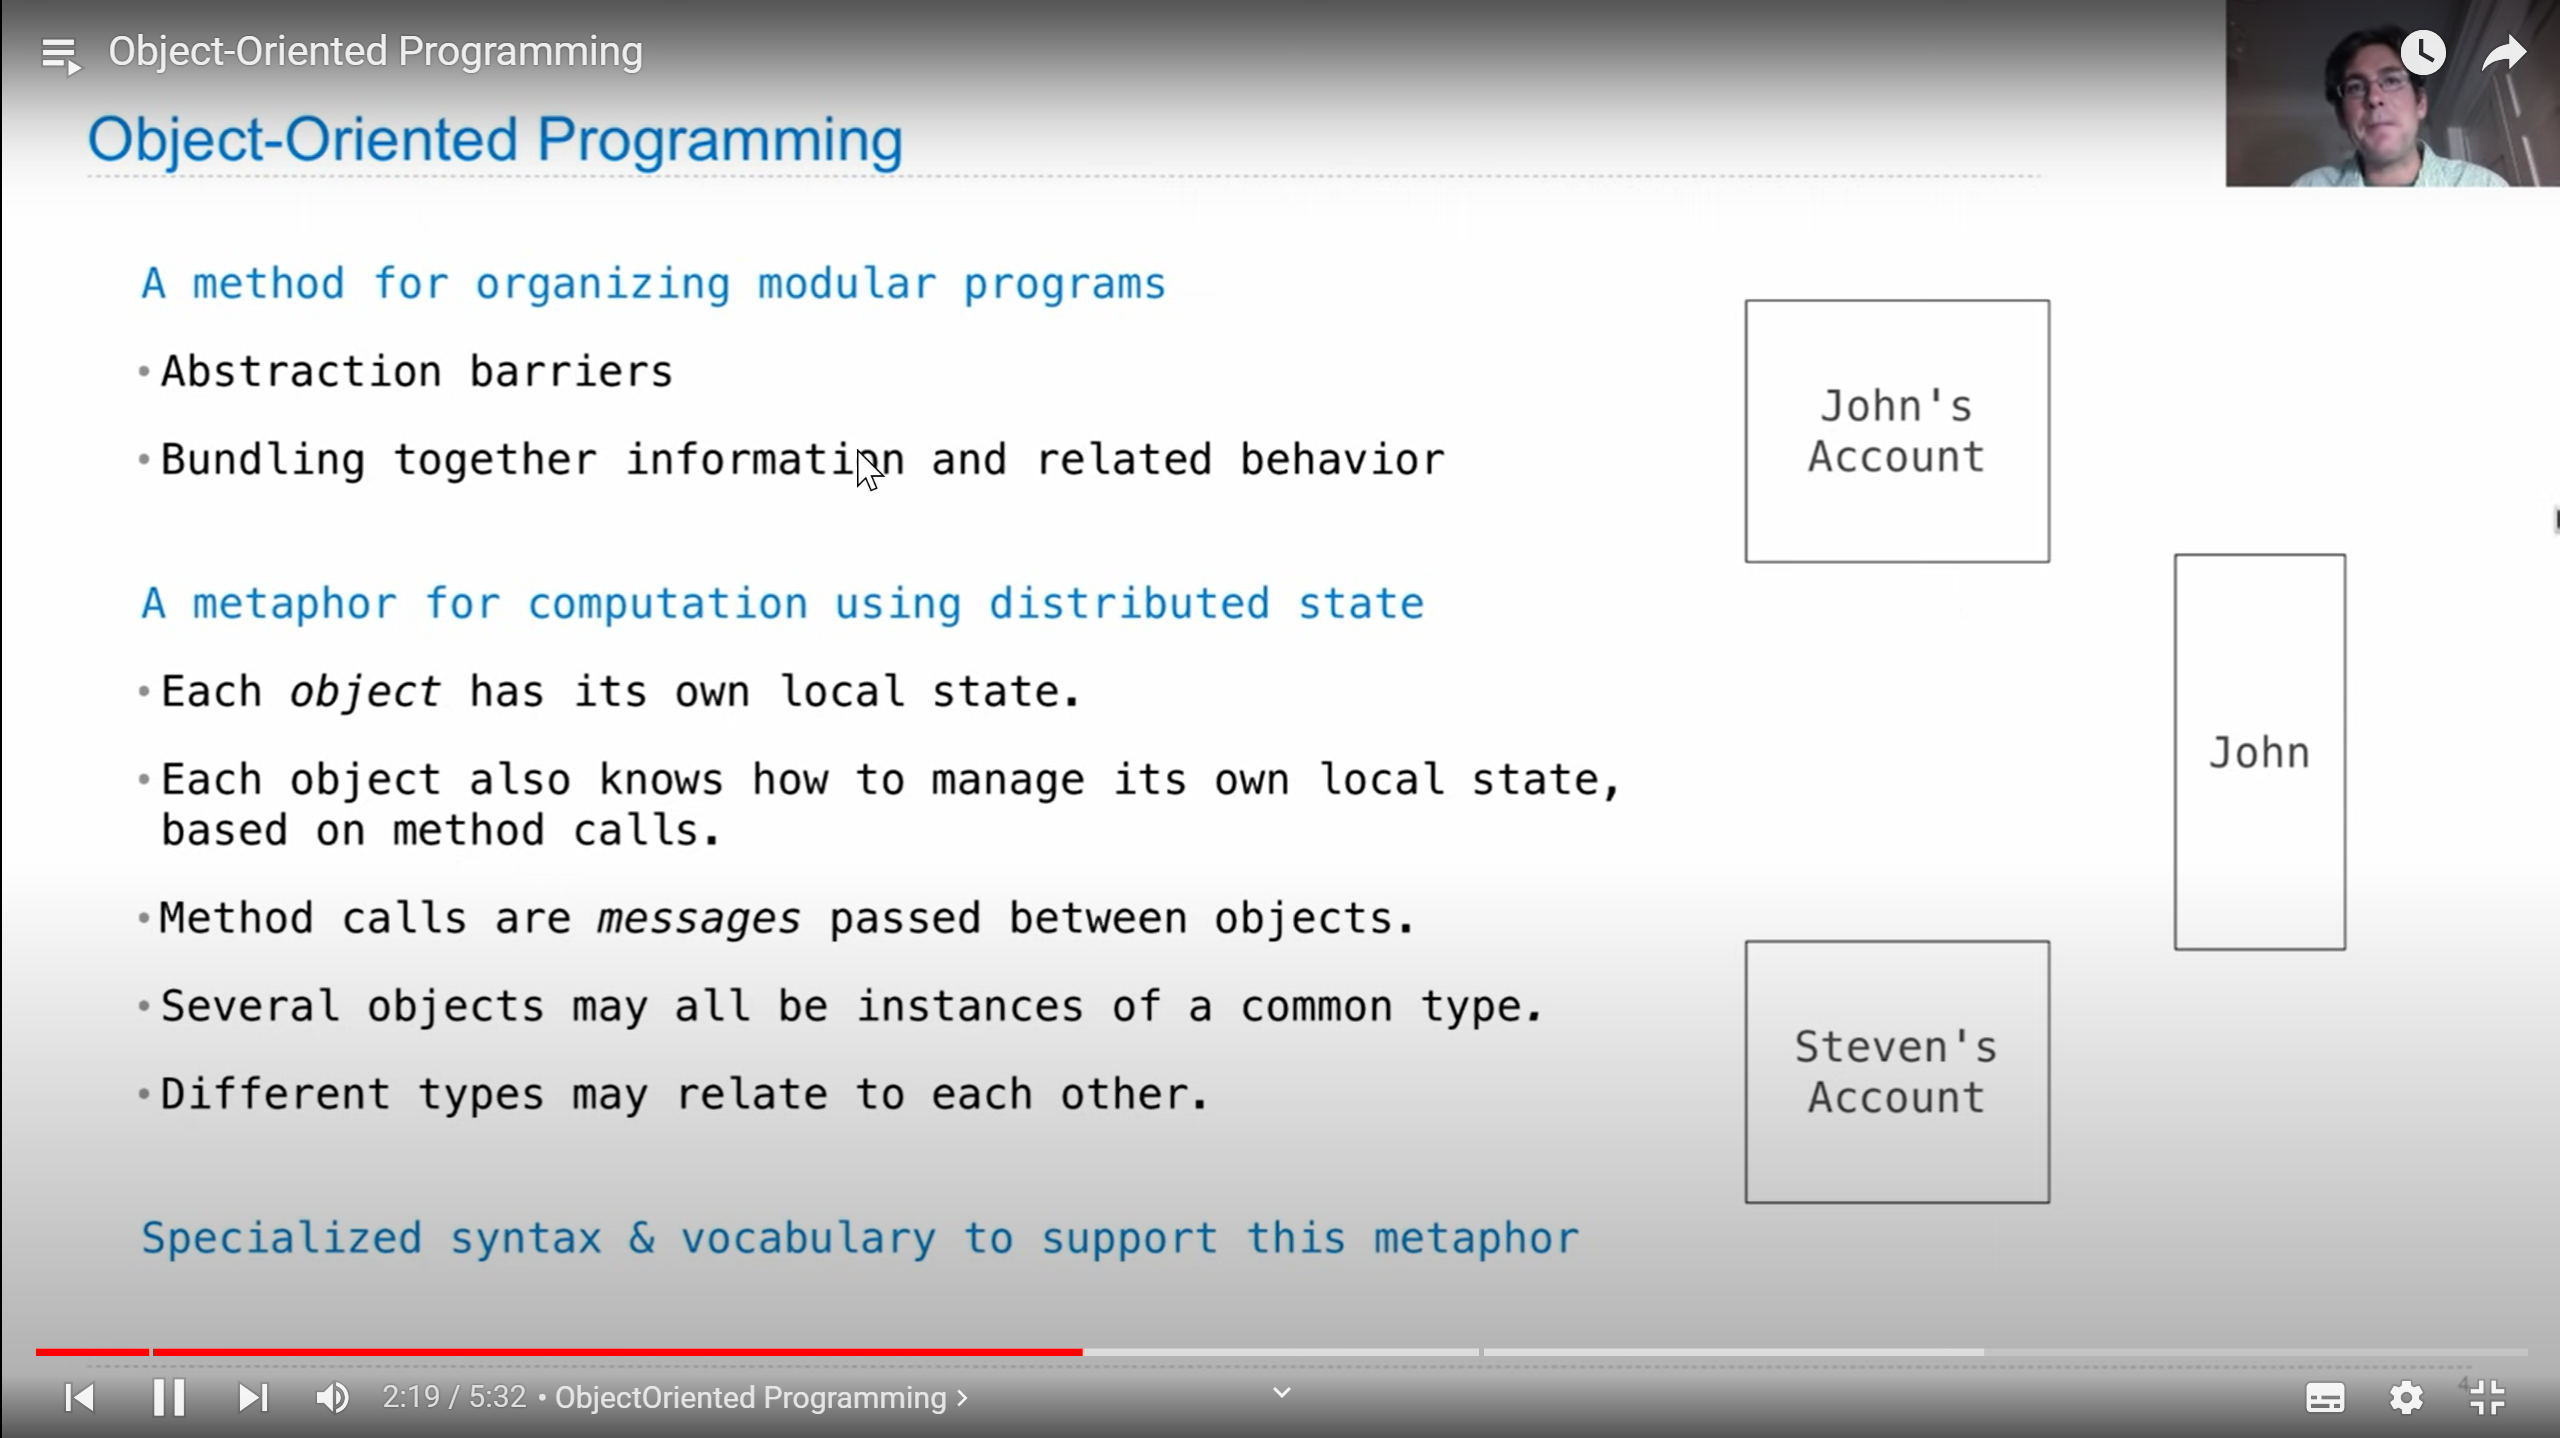 Object-Oriented Programming
Object-Oriented Programming
A method for organizing modular programs
•Abstraction barriers
•Bundling together information and related behavior
John's
Account
A metaphor for computation using distributed state
•Each object has its own local state.
•Each object also knows how to manage its own local state,
based on method calls.
John
•Method calls are messages passed between objects.
•Several objects may all be instances of a common type.
•Different types may relate to each other.
Steven's
Account
Specialized syntax & vocabulary to support this metaphor
4
2:19 / 5:32 • ObjectOriented Programming >